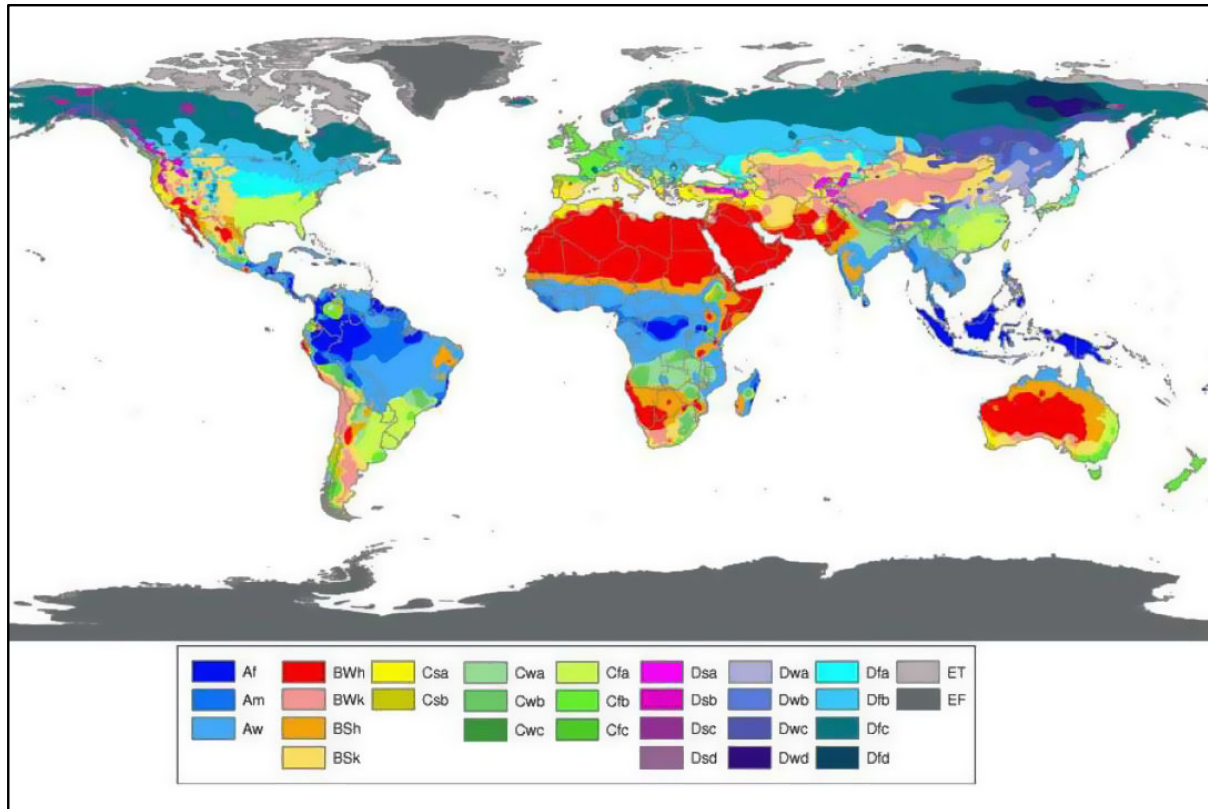 Af BWh Csa Cwa Cfa Dsa Dwa Dfa ET
Am BWk Csb Cwb Cfb Dsb Dwb Dfb EF
Aw BSh Cwc Cfc Dsc Dwc Dfc
BSk Dsd Dwd Dfd